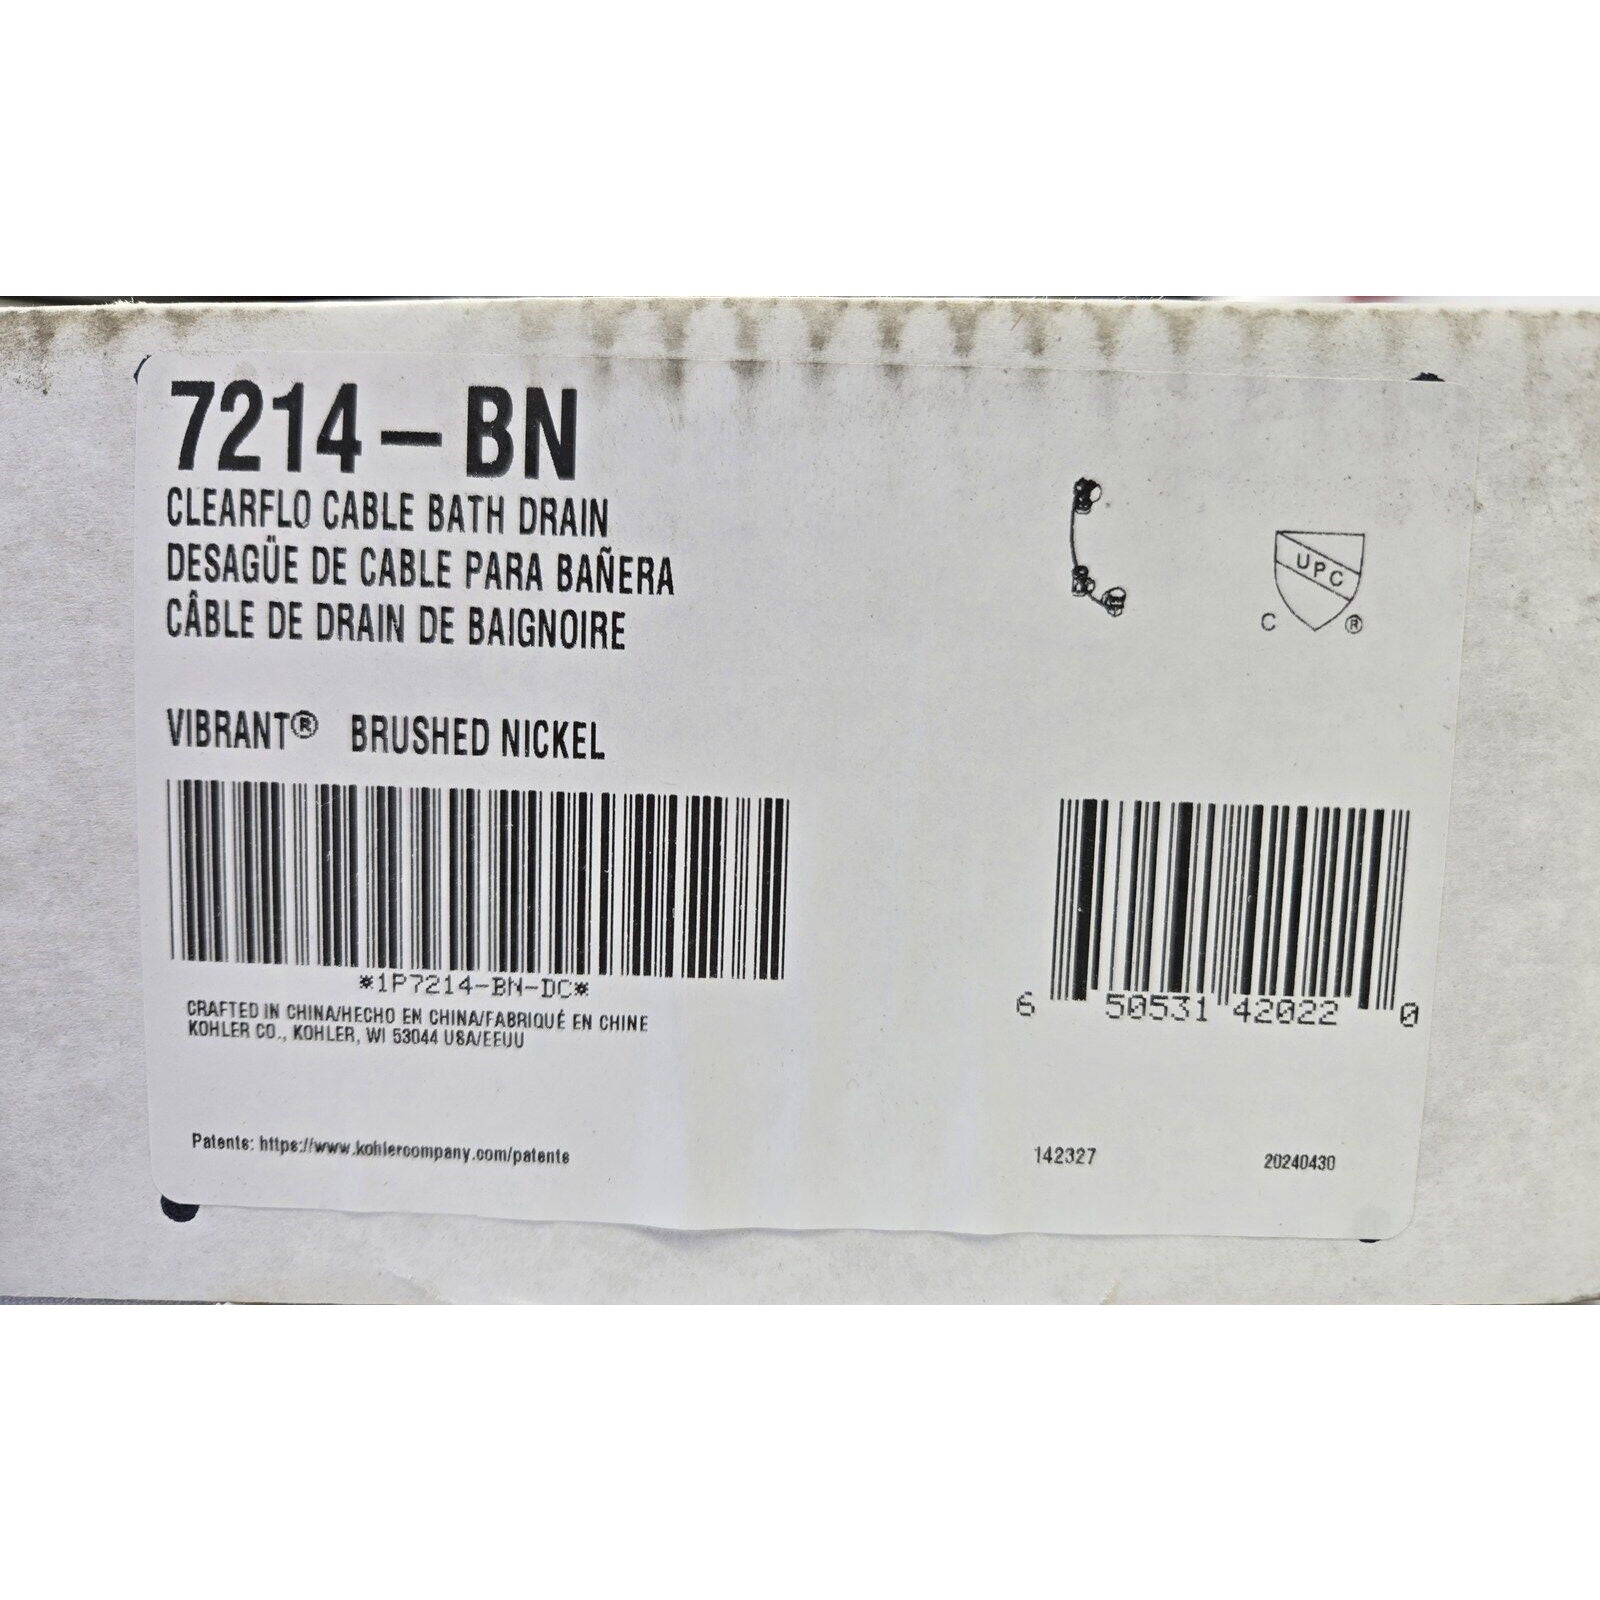 7214-BN
CLEARFLO CABLE BATH DRAIN
DESAGÜE DE CABLE PARA BAÑERA
CÂBLE DE DRAIN DE BAIGNOIRE
UPC
C ®
VIBRANT® BRUSHED NICKEL
*1P7214-BN-DC*
6 50531 42022 0
CRAFTED IN CHINA/HECHO EN CHINA/FABRIQUÉ EN CHINE
KOHLER CO., KOHLER, WI 53044 USA/EEUU
Patents: https://www.kohlercompany.com/patents
142327
20240430